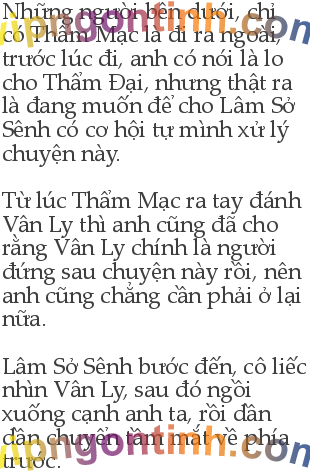 Những người bên dưới, chỉ
có Thẩm Mạc là đi ra ngoài,
trước lúc đi, anh có nói là lo
cho Thẩm Đại, nhưng thật ra
là đang muốn để cho Lâm Sở
Sênh có cơ hội tự mình xử lý
chuyện này.
Từ lúc Thẩm Mạc ra tay đánh
Vân Ly thì anh cũng đã cho
rằng Vân Ly chính là người
đứng sau chuyện này rồi, nên
anh cũng chẳng cần phải ở lại
nữa.
Lâm Sở Sênh bước đến, cô liếc
nhìn Vân Ly, sau đó ngồi
xuống cạnh anh ta, rồi dần
dần chuyển tầm mắt về phía
trước.
vipngontinh.com
vipngontinh.com